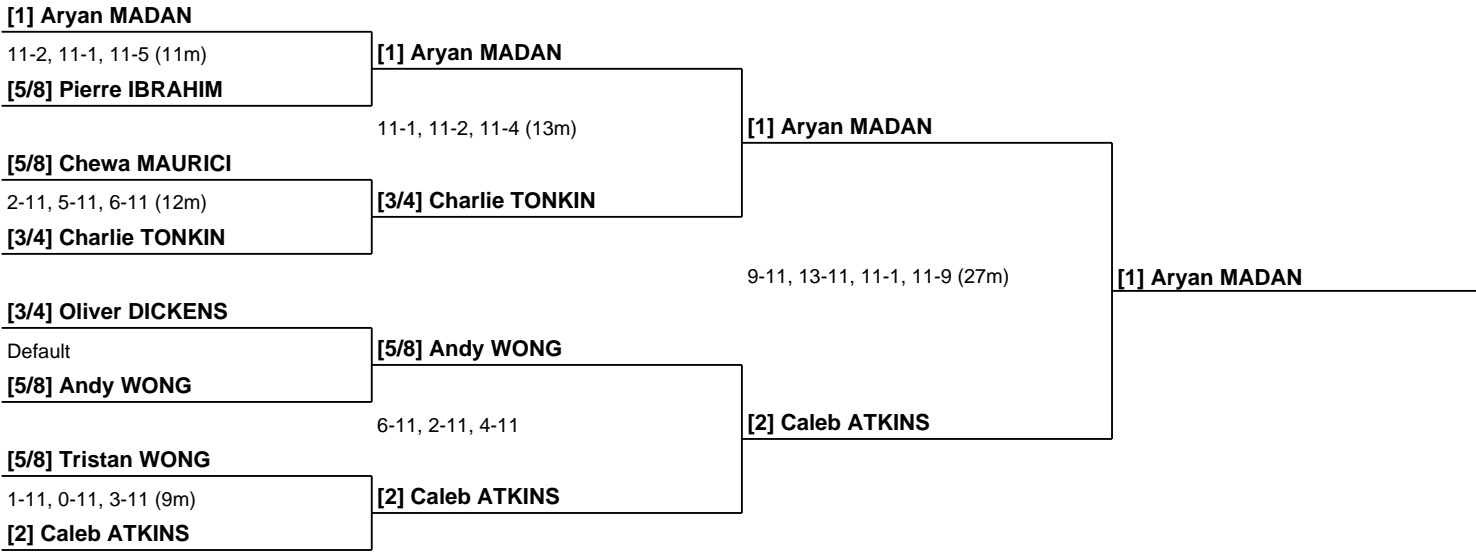 [1] Aryan MADAN
11-2, 11-1, 11-5 (11m)
[5/8] Pierre IBRAHIM
[5/8] Chewa MAURICI
2-11, 5-11, 6-11 (12m)
[3/4] Charlie TONKIN
[3/4] Oliver DICKENS
Default
[5/8] Andy WONG
[5/8] Tristan WONG
1-11, 0-11, 3-11 (9m)
[2] Caleb ATKINS
[1] Aryan MADAN
11-1, 11-2, 11-4 (13m)
[3/4] Charlie TONKIN
[5/8] Andy WONG
6-11, 2-11, 4-11
[2] Caleb ATKINS
[1] Aryan MADAN
9-11, 13-11, 11-1, 11-9 (27m)
[2] Caleb ATKINS
[1] Aryan MADAN